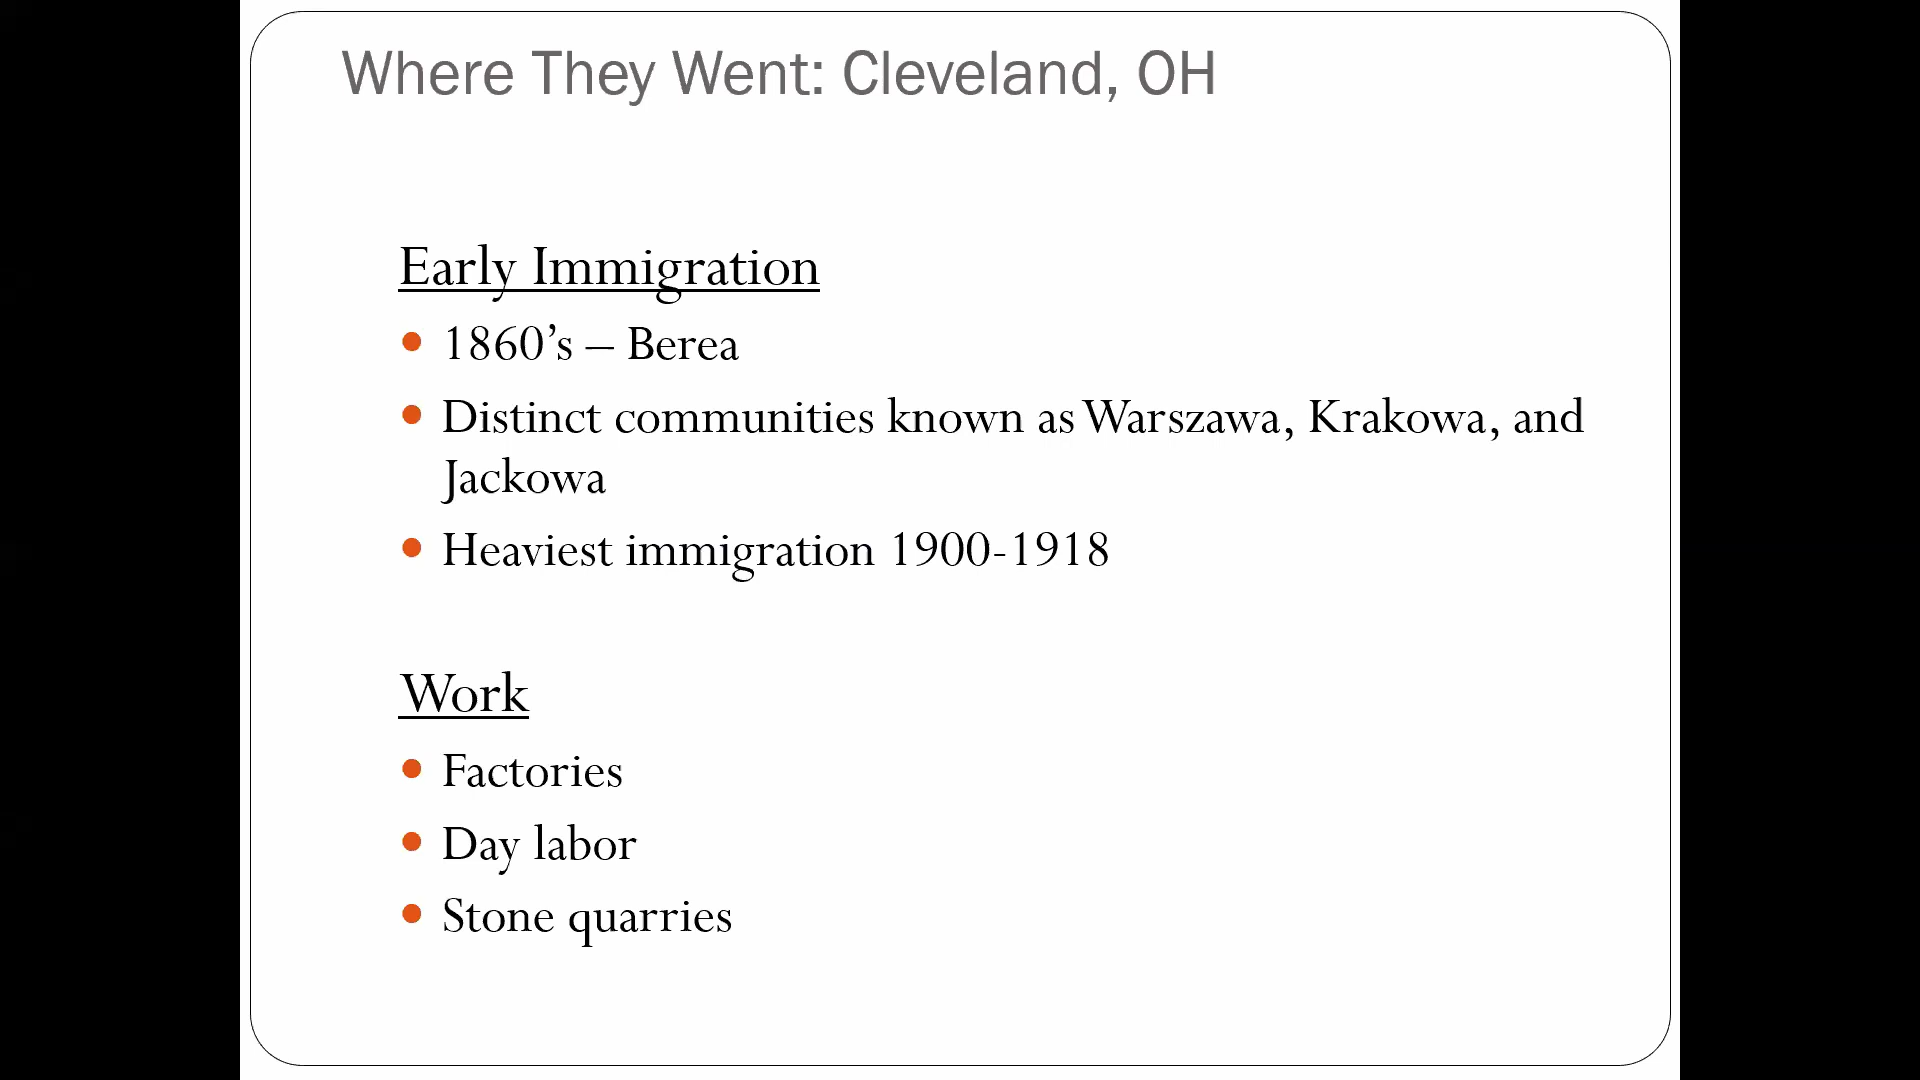 Where They Went: Cleveland, OH
Early Immigration
1860’s – Berea
Distinct communities known as Warszawa, Krakowa, and
Jackowa
Heaviest immigration 1900-1918
Work
Factories
Day labor
Stone quarries